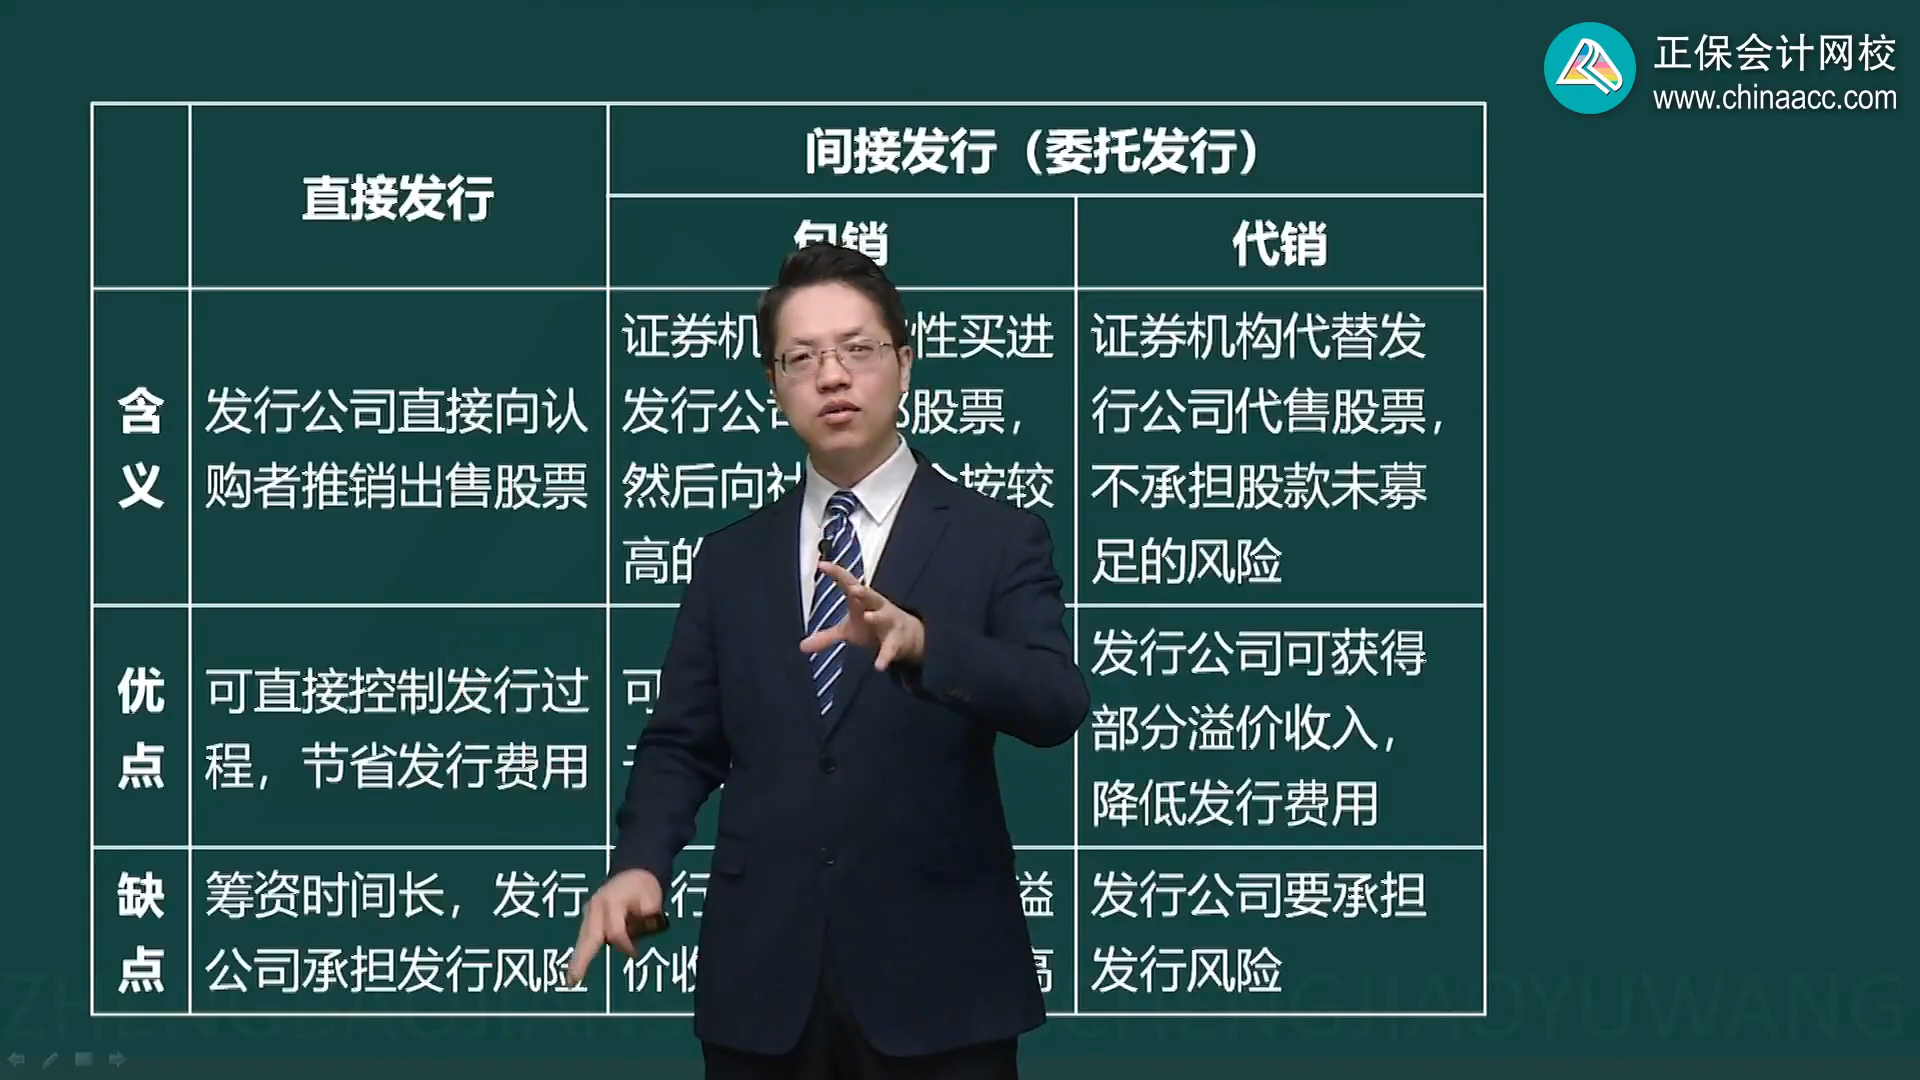 正保会计网校
www.chinaacc.com
间接发行（委托发行）
直接发行
包销
代销
含
义
发行公司直接向认
购者推销出售股票
证券机 性买进
发行公司 股票，
然后向社 按较
高的
证券机构代替发
行公司代售股票，
不承担股款未募
足的风险
优
点
可直接控制发行过
程，节省发行费用
可
发行公司可获得
部分溢价收入，
降低发行费用
缺
点
筹资时间长，发行
公司承担发行风险
行 溢
价收 高
发行公司要承担
发行风险